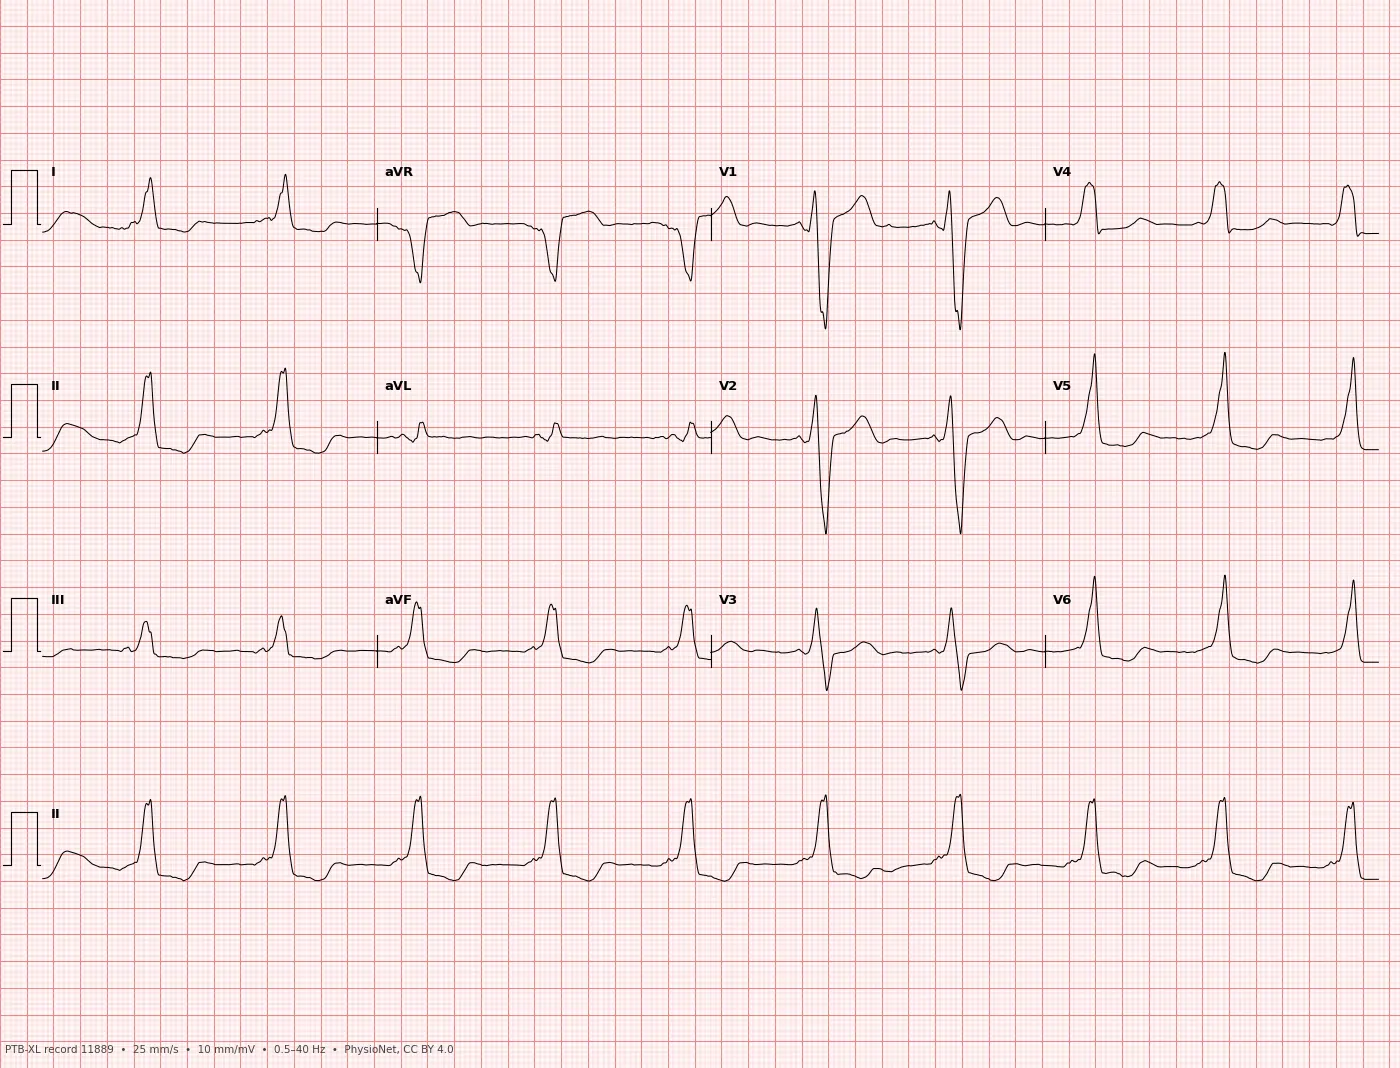 I aVR V1 V4
II aVL V2 V5
III aVF V3 V6
II
PTB-XL record 11889 • 25 mm/s • 10 mm/mV • 0.5–40 Hz • PhysioNet, CC BY 4.0